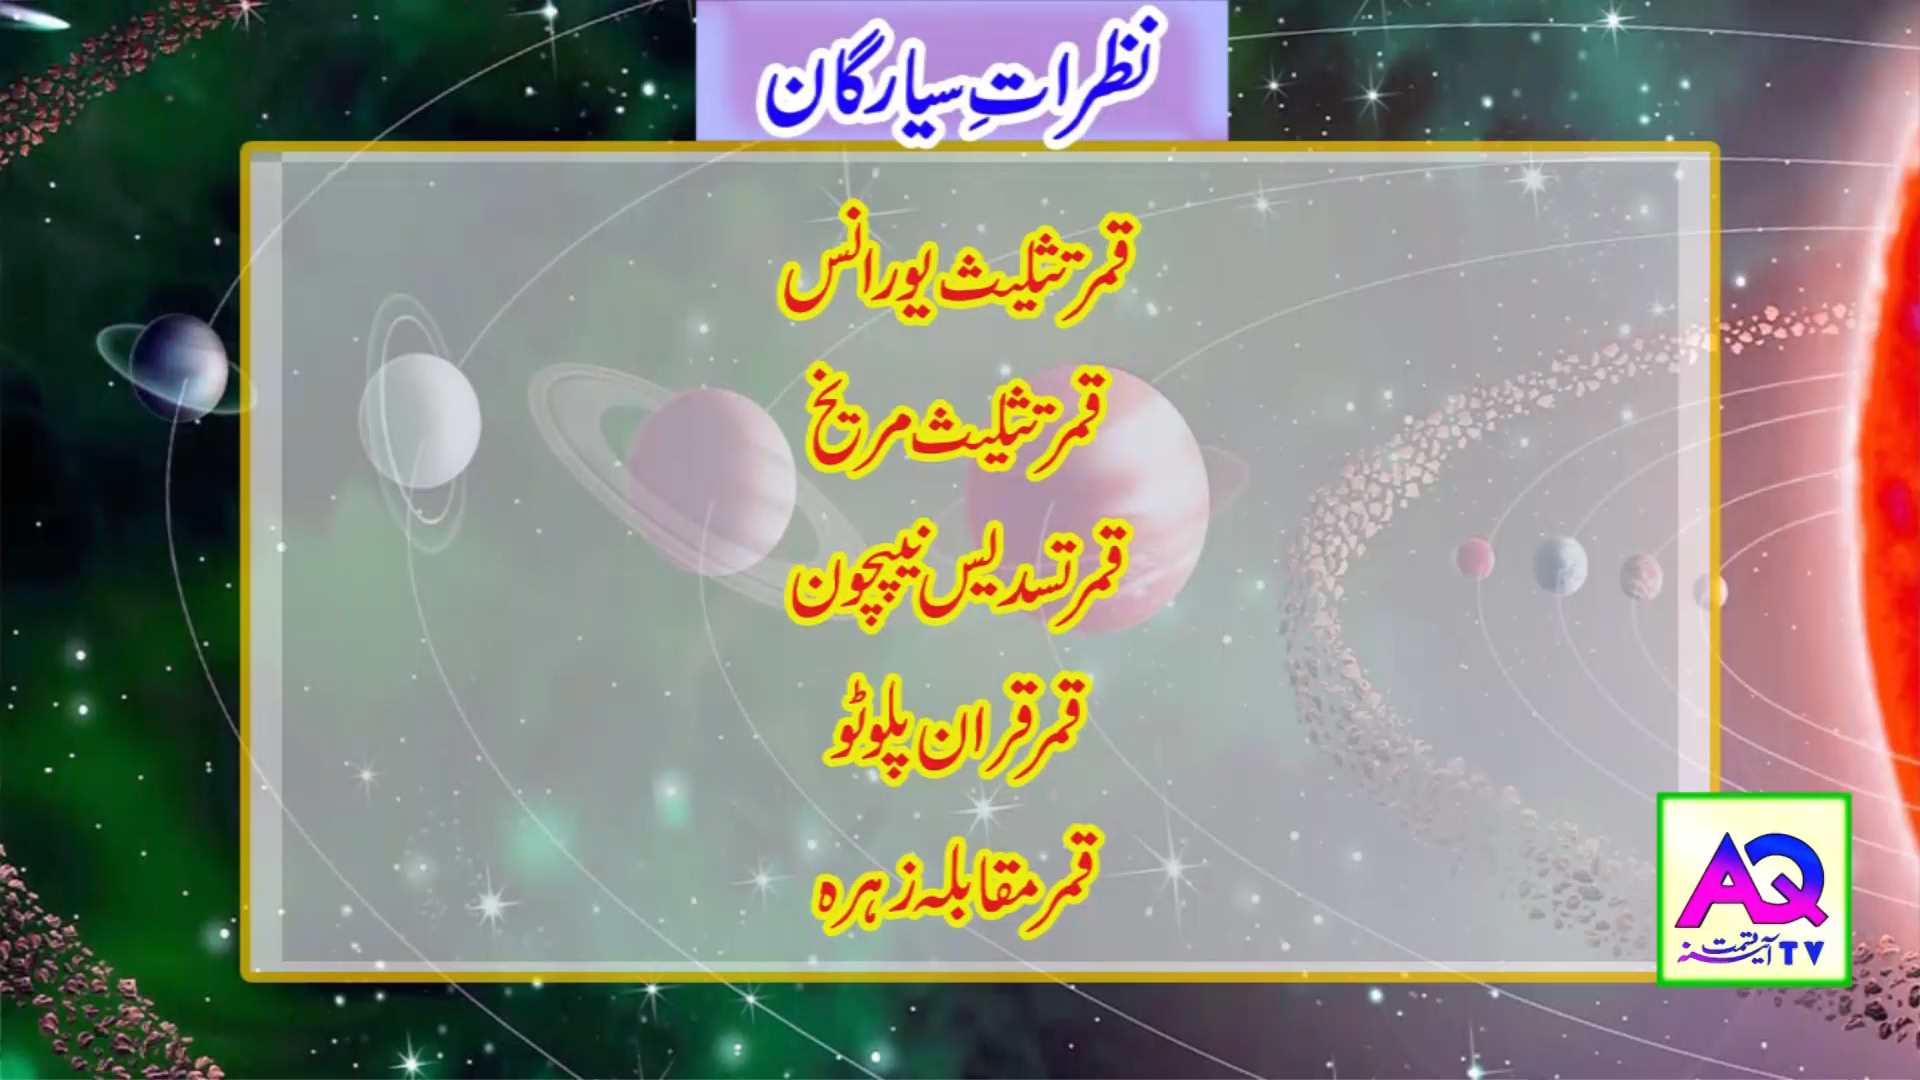 نظراتِ سیارگان
قمر تثلیث یورانس
قمر تثلیث مریخ
قمر تسدیس نیپچون
قمر قران پلوٹو
قمر مقابلہ زہرہ
AQ
آئینہ قسمت TV